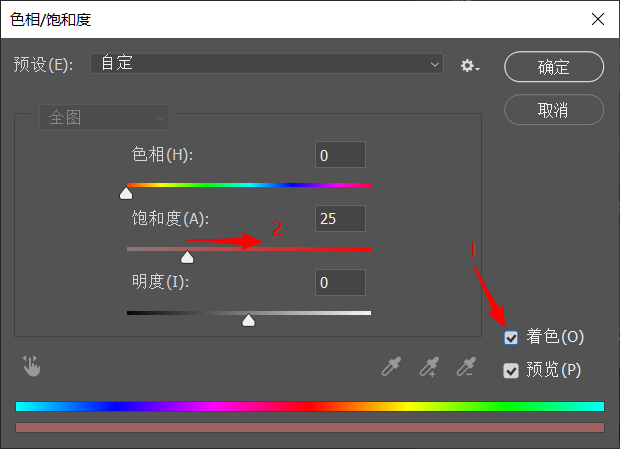 色相/饱和度
预设(E): 自定
确定
取消
全图
色相(H): 0
饱和度(A): 25
2
明度(I): 0
1
着色(O)
预览(P)